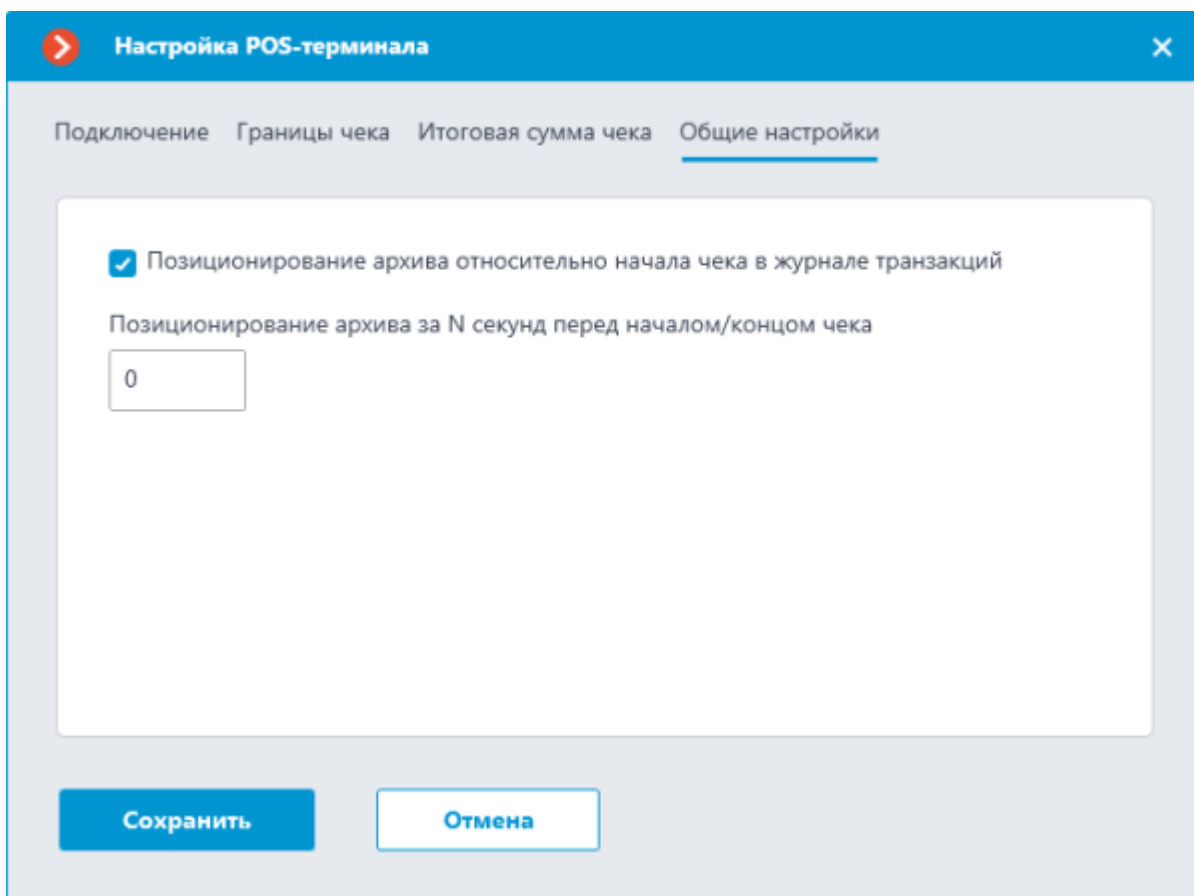 Настройка POS-терминала
Подключение Границы чека Итоговая сумма чека Общие настройки
Позиционирование архива относительно начала чека в журнале транзакций
Позиционирование архива за N секунд перед началом/концом чека
0
Сохранить Отмена